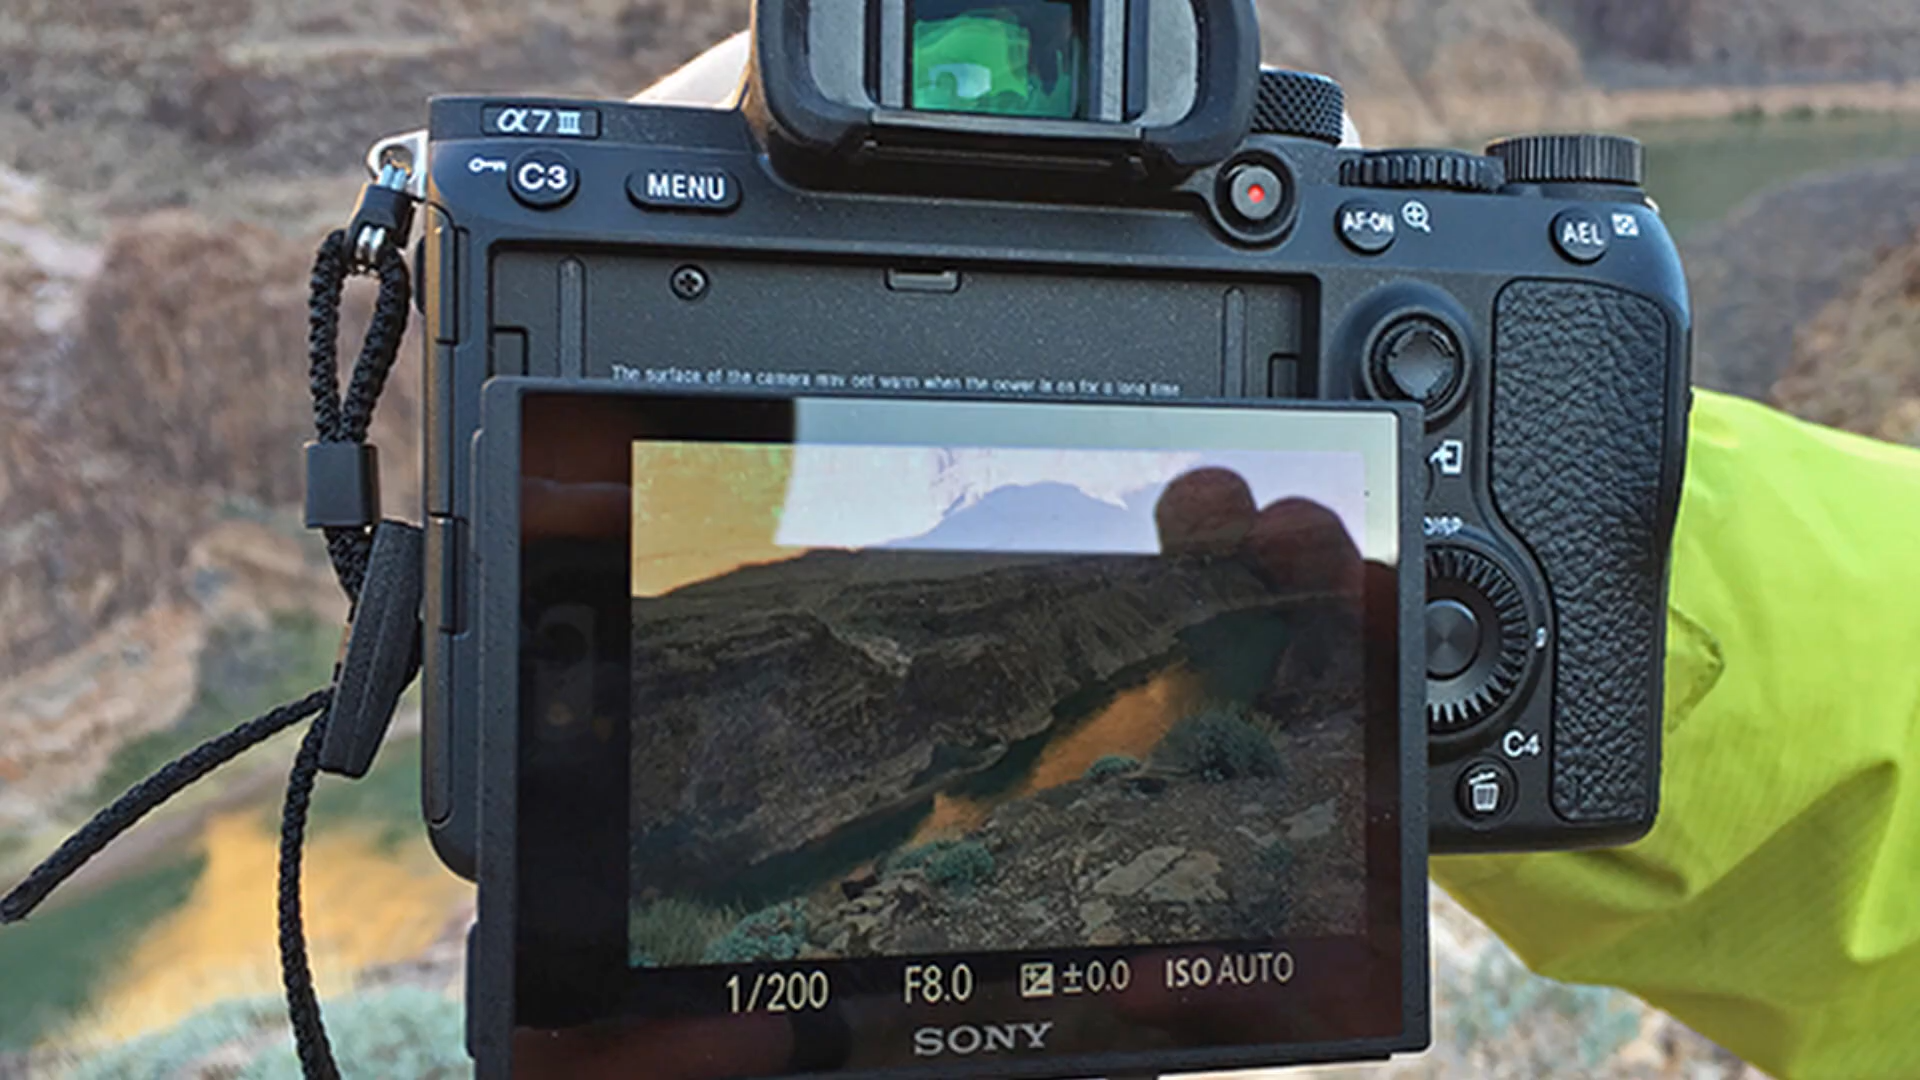 α7III
C3
MENU
AF-ON
AEL
The surface of the camera may get warm when the power is on for a long time
DISP
C4
1/200 F8.0 ±0.0 ISO AUTO
SONY